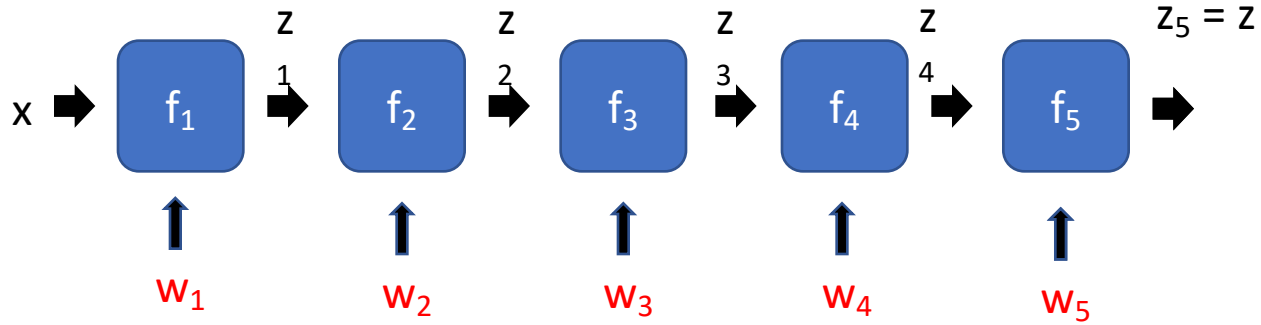 x
f₁
z
1
f₂
z
2
f₃
z
3
f₄
z
4
f₅
z₅ = z
w₁
w₂
w₃
w₄
w₅